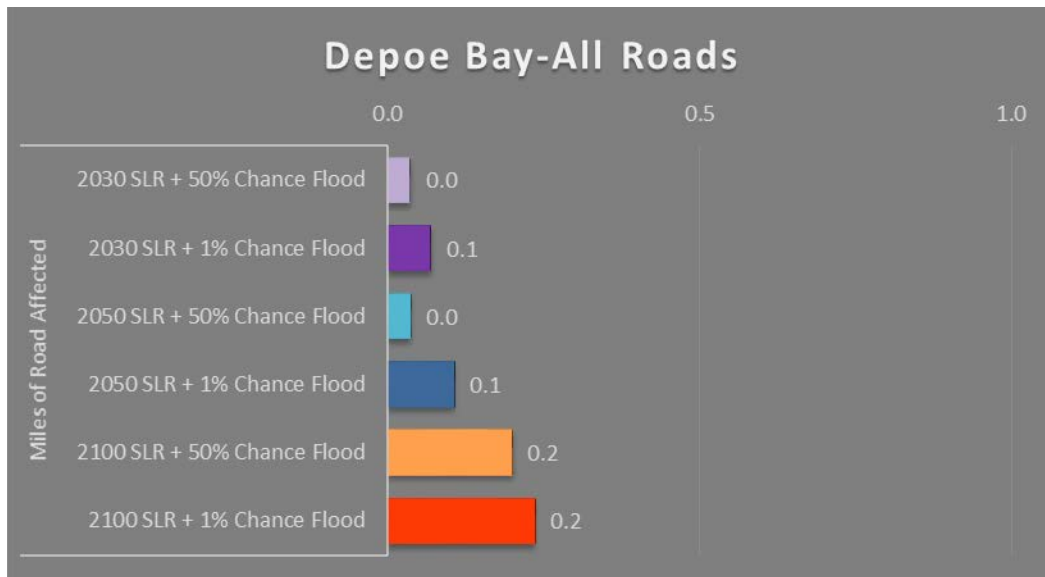 Depoe Bay-All Roads
0.0 0.5 1.0
Miles of Road Affected
2030 SLR + 50% Chance Flood 0.0
2030 SLR + 1% Chance Flood 0.1
2050 SLR + 50% Chance Flood 0.0
2050 SLR + 1% Chance Flood 0.1
2100 SLR + 50% Chance Flood 0.2
2100 SLR + 1% Chance Flood 0.2